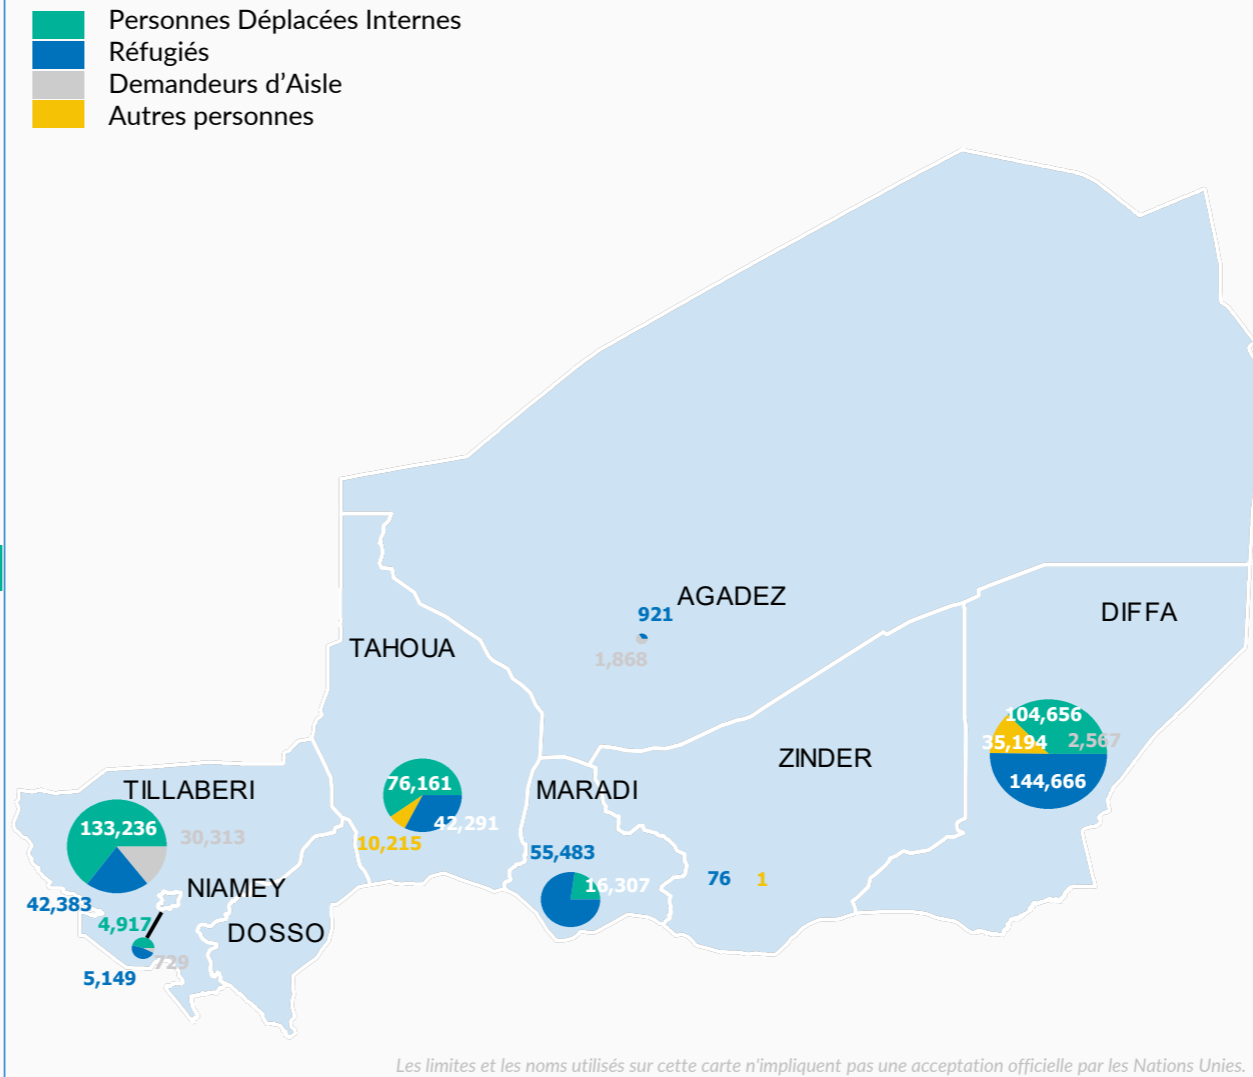 Personnes Déplacées Internes
Réfugiés
Demandeurs d'Aisle
Autres personnes
921
AGADEZ
1,868
DIFFA
TAHOUA
104,656
35,194
2,567
144,666
ZINDER
76,161
42,291
10,215
MARADI
55,483
16,307
76
1
TILLABERI
133,236
30,313
42,383
NIAMEY
4,917
DOSSO
729
5,149
Les limites et les noms utilisés sur cette carte n'impliquent pas une acceptation officielle par les Nations Unies.